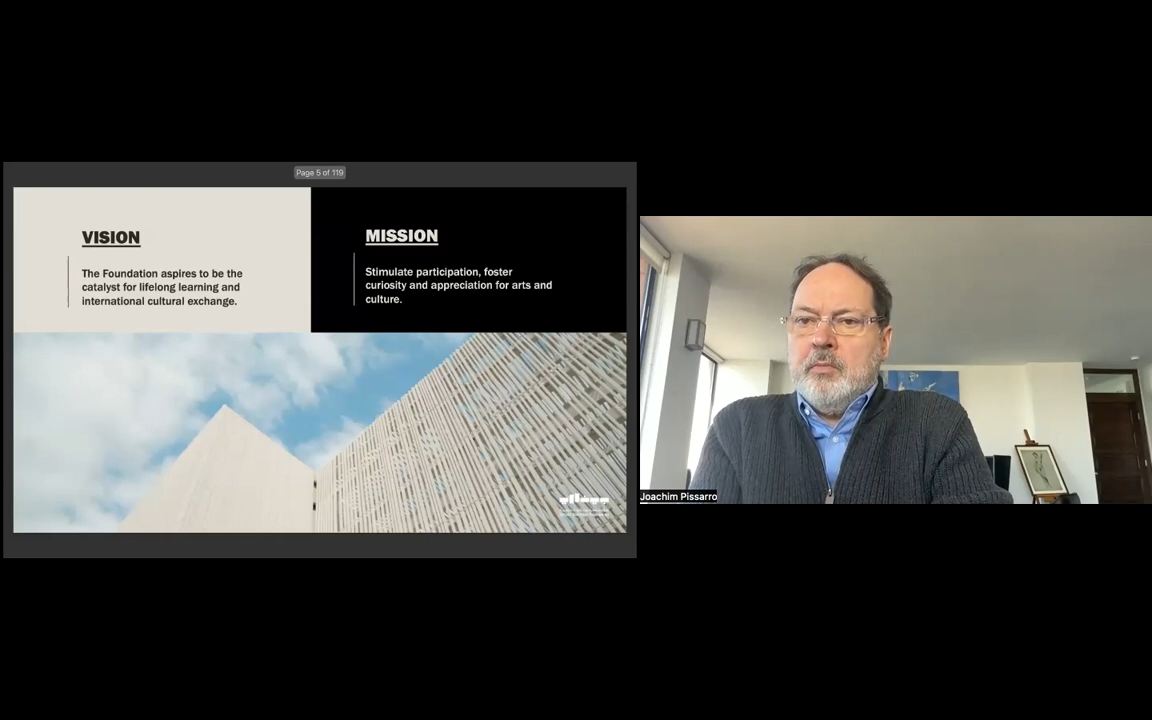 Page 5 of 119
VISION
The Foundation aspires to be the
catalyst for lifelong learning and
international cultural exchange.
MISSION
Stimulate participation, foster
curiosity and appreciation for arts and
culture.
Joachim Pissarro